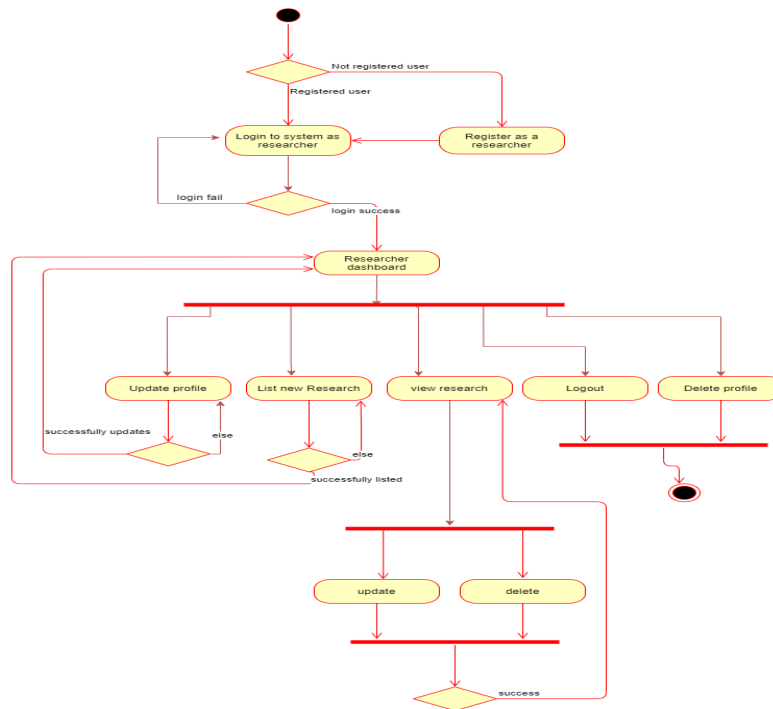 Not registered user
Registered user
Login to system as
researcher
Register as a
researcher
login fail
login success
Researcher
dashboard
Update profile
List new Research
view research
Logout
Delete profile
successfully updates
else
else
successfully listed
update
delete
success